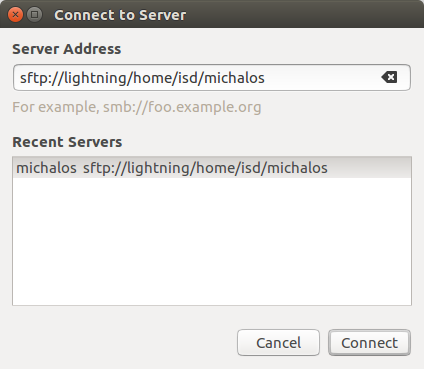 Connect to Server
Server Address
sftp://lightning/home/isd/michalos
For example, smb://foo.example.org
Recent Servers
michalos sftp://lightning/home/isd/michalos
Cancel Connect